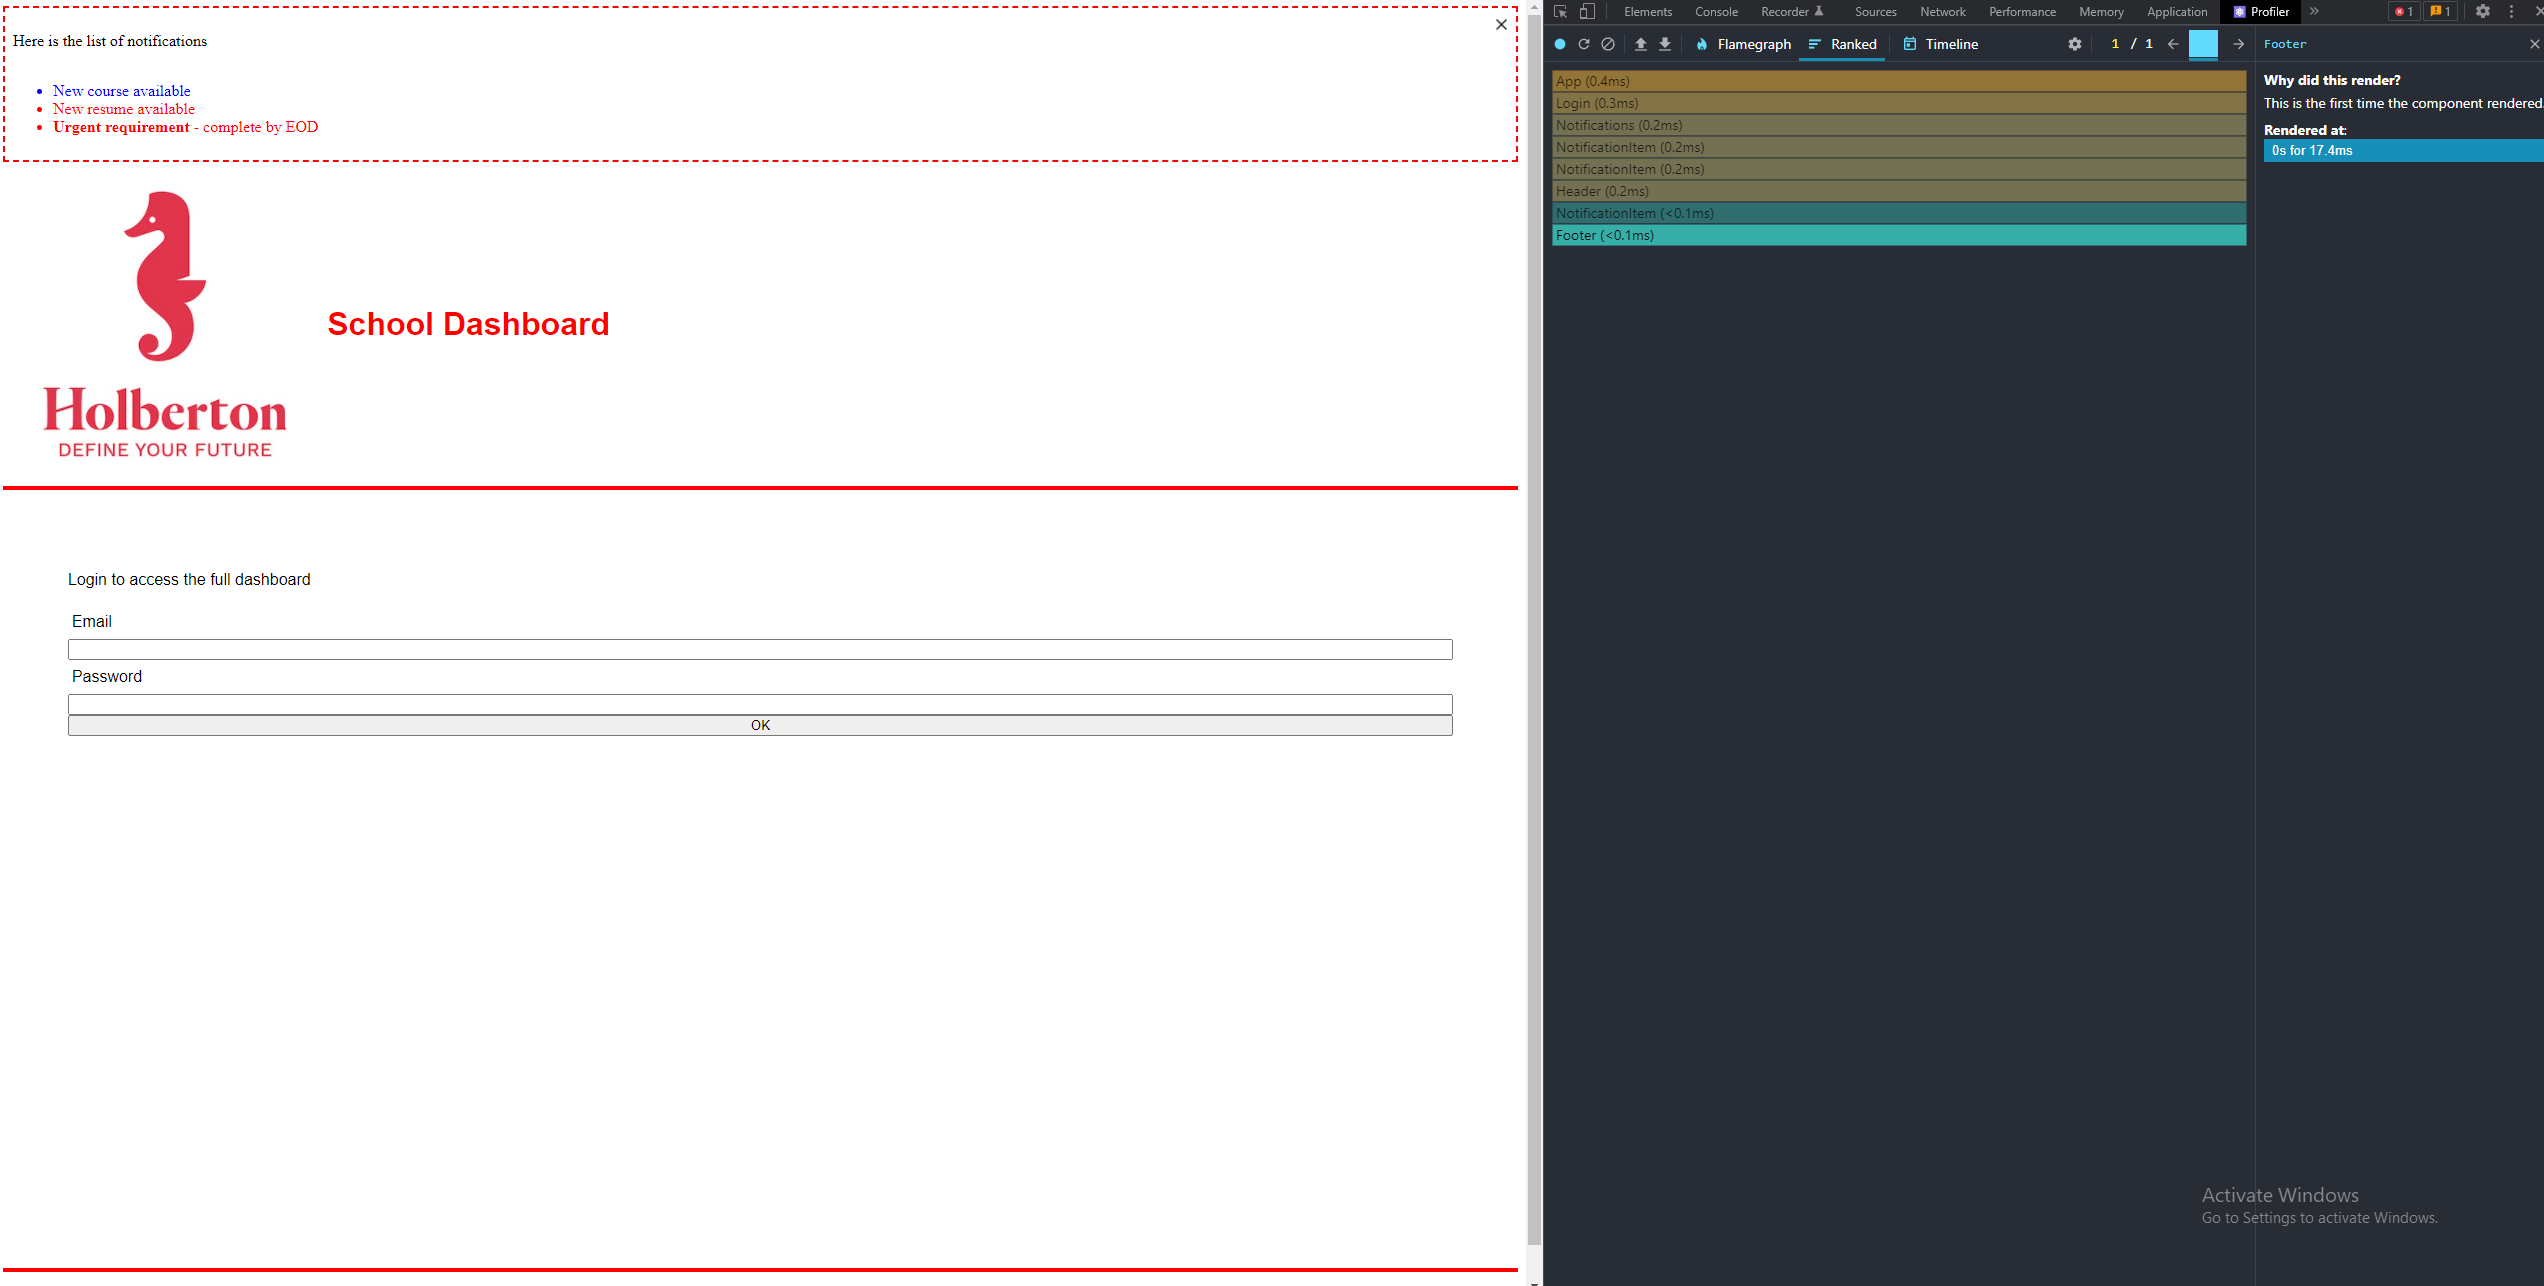 Here is the list of notifications
New course available
New resume available
Urgent requirement - complete by EOD
Holberton
DEFINE YOUR FUTURE
School Dashboard
Login to access the full dashboard
Email
Password
OK
Elements Console Recorder Sources Network Performance Memory Application Profiler 1 1
Flamegraph Ranked Timeline 1 / 1 Footer
App (0.4ms)
Login (0.3ms)
Notifications (0.2ms)
NotificationItem (0.2ms)
NotificationItem (0.2ms)
Header (0.2ms)
NotificationItem (<0.1ms)
Footer (<0.1ms)
Why did this render?
This is the first time the component rendered.
Rendered at:
0s for 17.4ms
Activate Windows
Go to Settings to activate Windows.